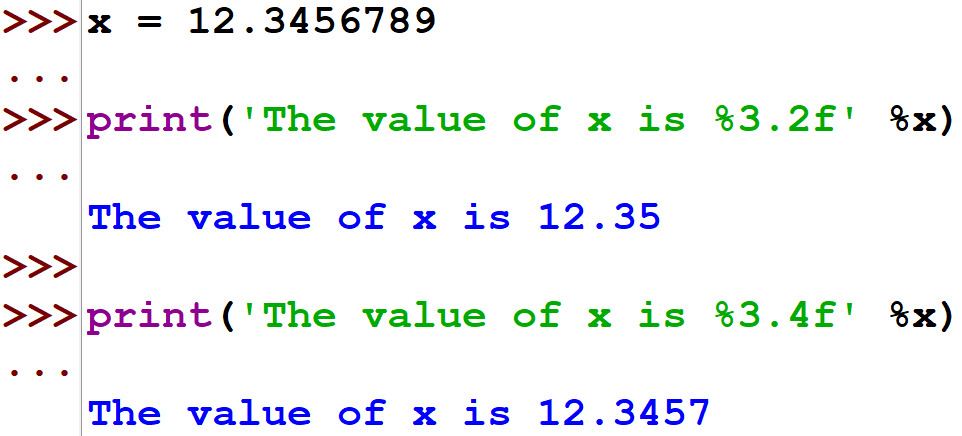 >>> x = 12.3456789
...
>>> print('The value of x is %3.2f' %x)
...
The value of x is 12.35
>>>
>>> print('The value of x is %3.4f' %x)
...
The value of x is 12.3457